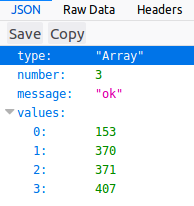 JSON Raw Data Headers
Save Copy
type: "Array"
number: 3
message: "ok"
values:
0: 153
1: 370
2: 371
3: 407